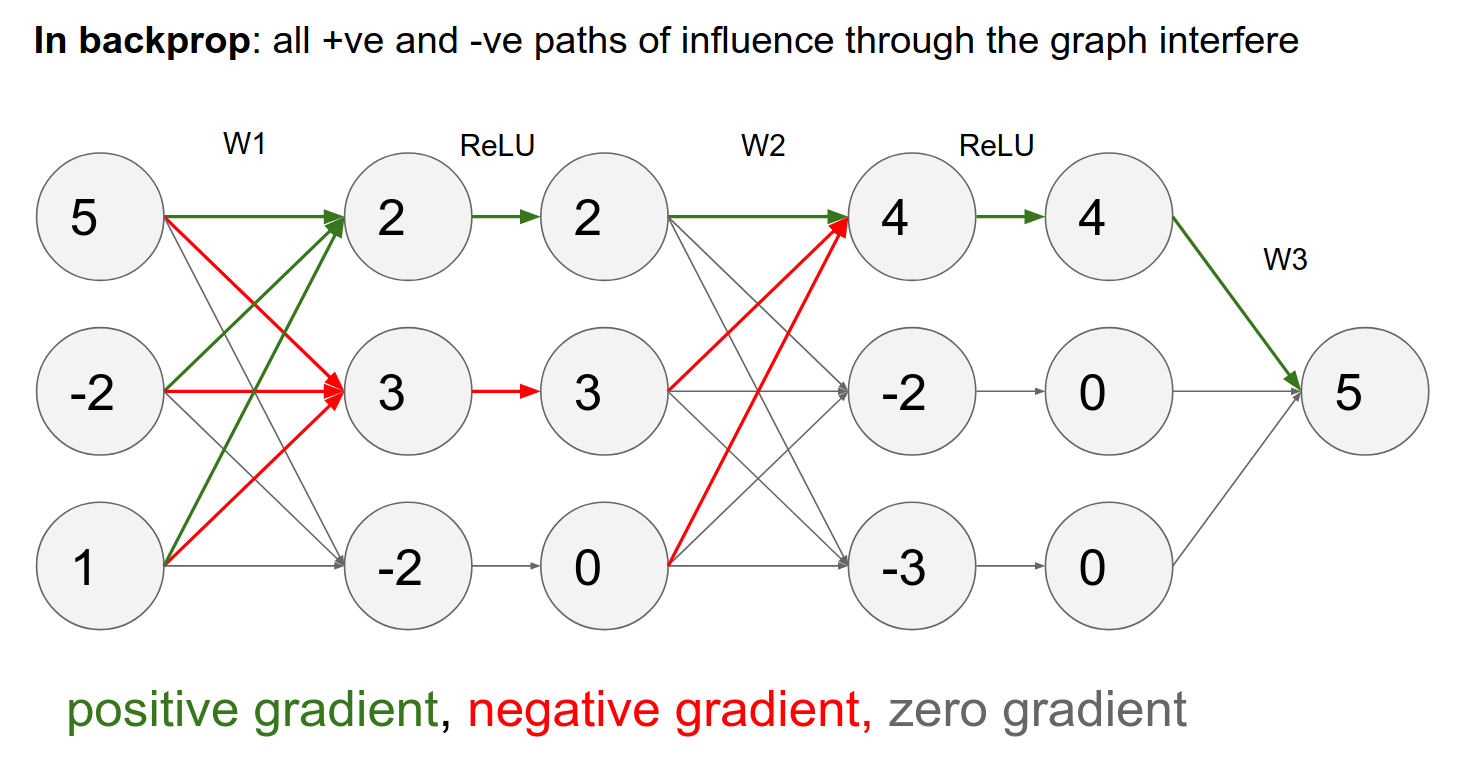 In backprop: all +ve and -ve paths of influence through the graph interfere
W1 ReLU W2 ReLU
5 2 2 4 4
W3
-2 3 3 -2 0 5
1 -2 0 -3 0
positive gradient, negative gradient, zero gradient